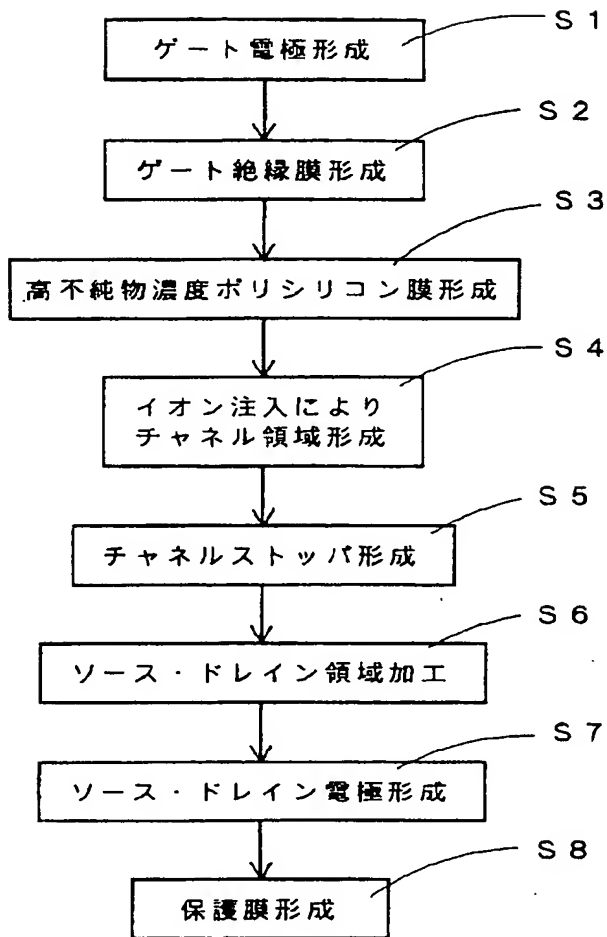 S1
ゲート電極形成
S2
ゲート絶縁膜形成
S3
高不純物濃度ポリシリコン膜形成
S4
イオン注入により
チャネル領域形成
S5
チャネルストッパ形成
S6
ソース・ドレイン領域加工
S7
ソース・ドレイン電極形成
S8
保護膜形成